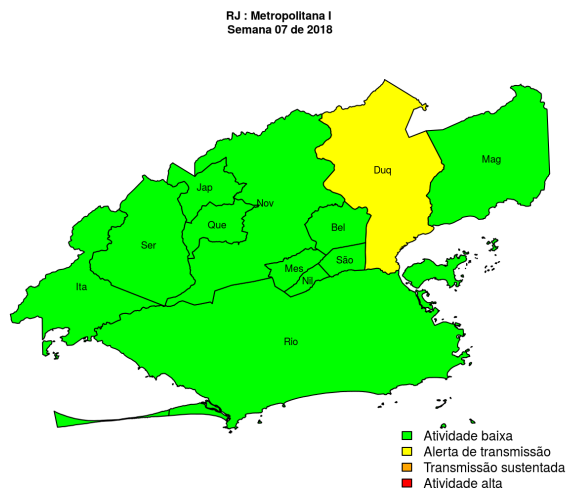 RJ : Metropolitana I
Semana 07 de 2018
Duq
Mag
Jap
Nov
Que
Bel
Ser
São
Mes
Nil
Ita
Rio
Atividade baixa
Alerta de transmissão
Transmissão sustentada
Atividade alta